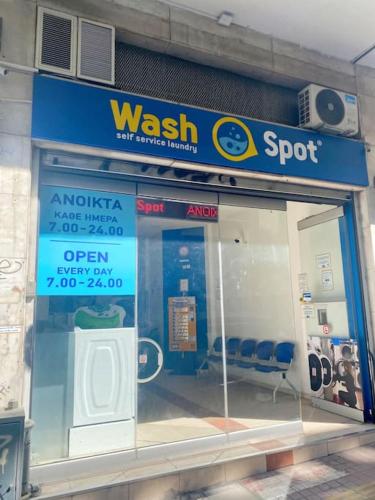 Wash Spot®
self service laundry
ΑΝΟΙΚΤΑ
ΚΑΘΕ ΗΜΕΡΑ
7.00-24.00
Spot ΑΝΟΙ
OPEN
EVERY DAY
7.00-24.00